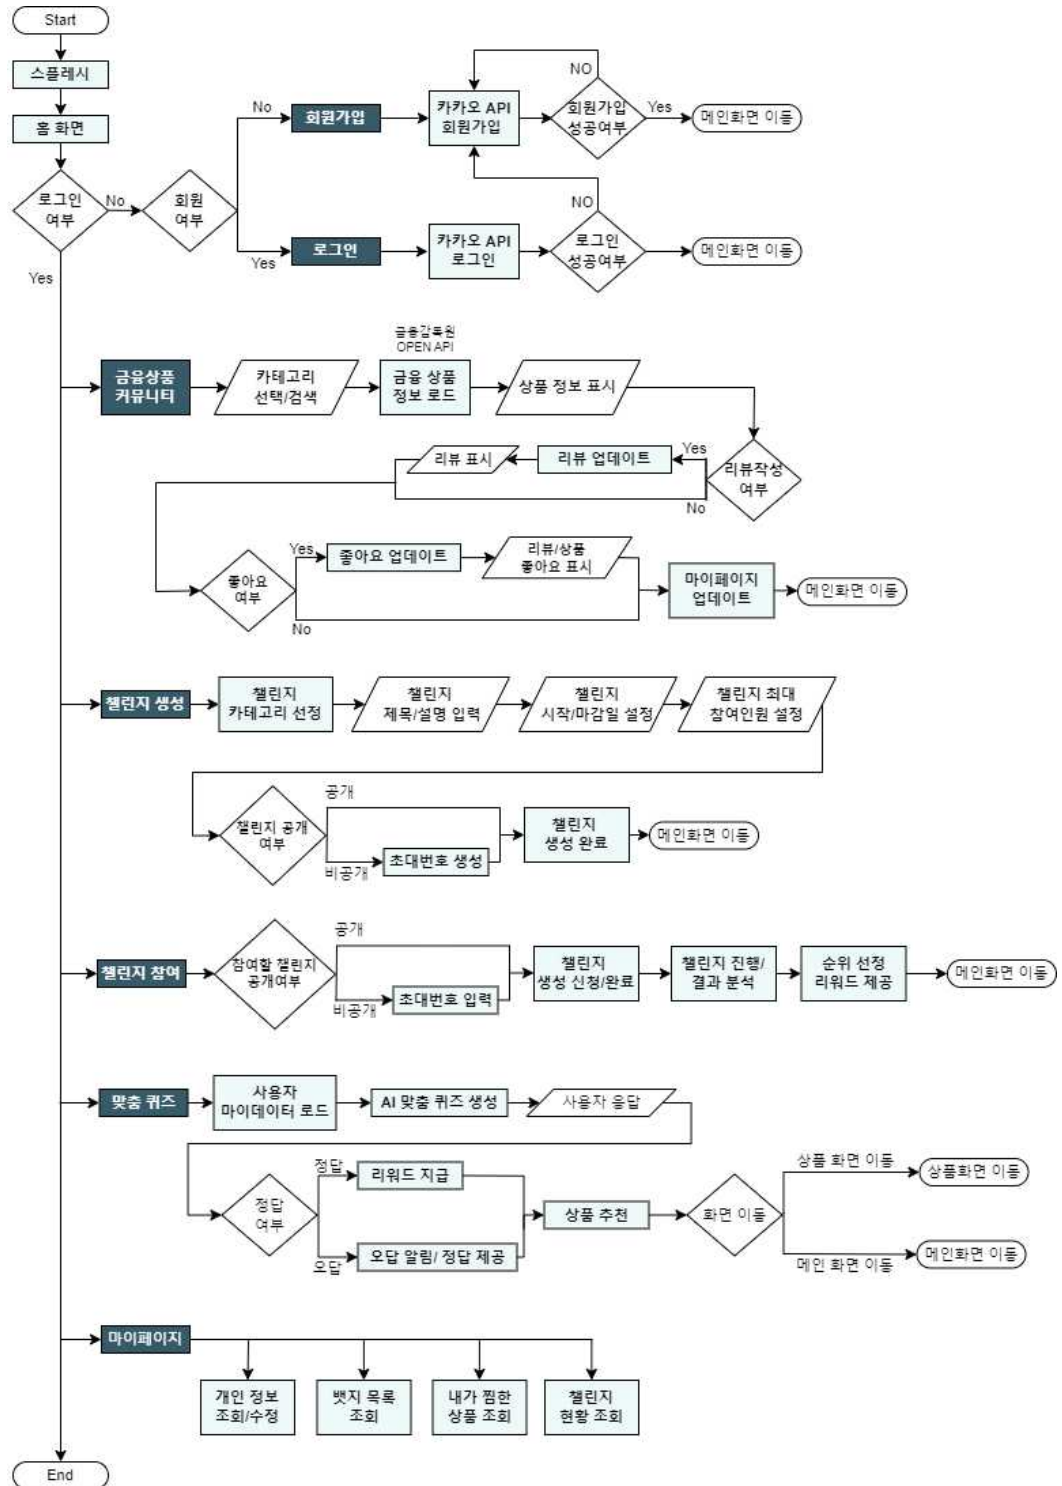 Start
스플레시
홈 화면
로그인
여부
No
회원
여부
No
회원가입
카카오 API
회원가입
NO
회원가입
성공여부
Yes
메인화면 이동
Yes
로그인
카카오 API
로그인
NO
로그인
성공여부
메인화면 이동
Yes
금융상품
커뮤니티
카테고리
선택/검색
금융감독원
OPEN API
금융 상품
정보 로드
상품 정보 표시
리뷰작성
여부
Yes
리뷰 업데이트
리뷰 표시
No
좋아요
여부
Yes
좋아요 업데이트
리뷰/상품
좋아요 표시
No
마이페이지
업데이트
메인화면 이동
챌린지 생성
챌린지
카테고리 선정
챌린지
제목/설명 입력
챌린지
시작/마감일 설정
챌린지 최대
참여인원 설정
챌린지 공개
여부
공개
비공개
초대번호 생성
챌린지
생성 완료
메인화면 이동
챌린지 참여
참여할 챌린지
공개여부
공개
비공개
초대번호 입력
챌린지
생성 신청/완료
챌린지 진행/
결과 분석
순위 선정
리워드 제공
메인화면 이동
맞춤 퀴즈
사용자
마이데이터 로드
AI 맞춤 퀴즈 생성
사용자 응답
정답
여부
정답
리워드 지급
오답
오답 알림/ 정답 제공
상품 추천
화면 이동
상품 화면 이동
상품화면 이동
메인 화면 이동
메인화면 이동
마이페이지
개인 정보
조회/수정
뱃지 목록
조회
내가 찜한
상품 조회
챌린지
현황 조회
End